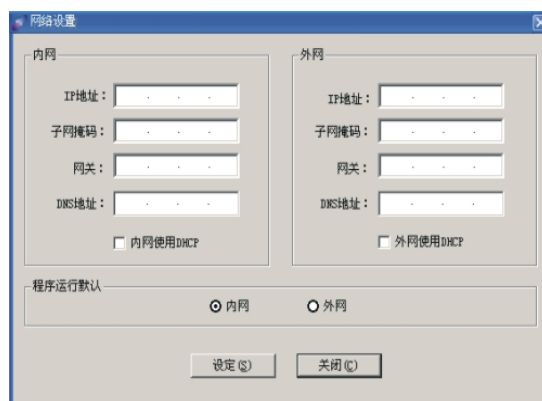 网络设置
内网
IP地址：
子网掩码：
网关：
DNS地址：
内网使用DHCP
外网
IP地址：
子网掩码：
网关：
DNS地址：
外网使用DHCP
程序运行默认
内网 外网
设定(S) 关闭(C)